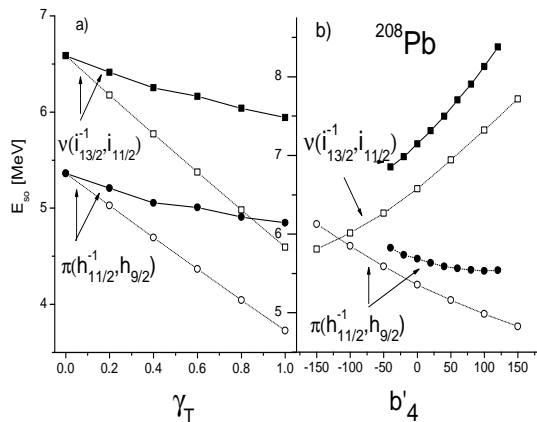 a)
7
6
5
4
E_so [MeV]
ν(i⁻¹₁₃/₂,i₁₁/₂)
π(h⁻¹₁₁/₂,h₉/₂)
0.0 0.2 0.4 0.6 0.8 1.0
γ_T
b)
²⁰⁸Pb
8
7
6
5
ν(i⁻¹₁₃/₂,i₁₁/₂)
π(h⁻¹₁₁/₂,h₉/₂)
-150 -100 -50 0 50 100 150
b'₄